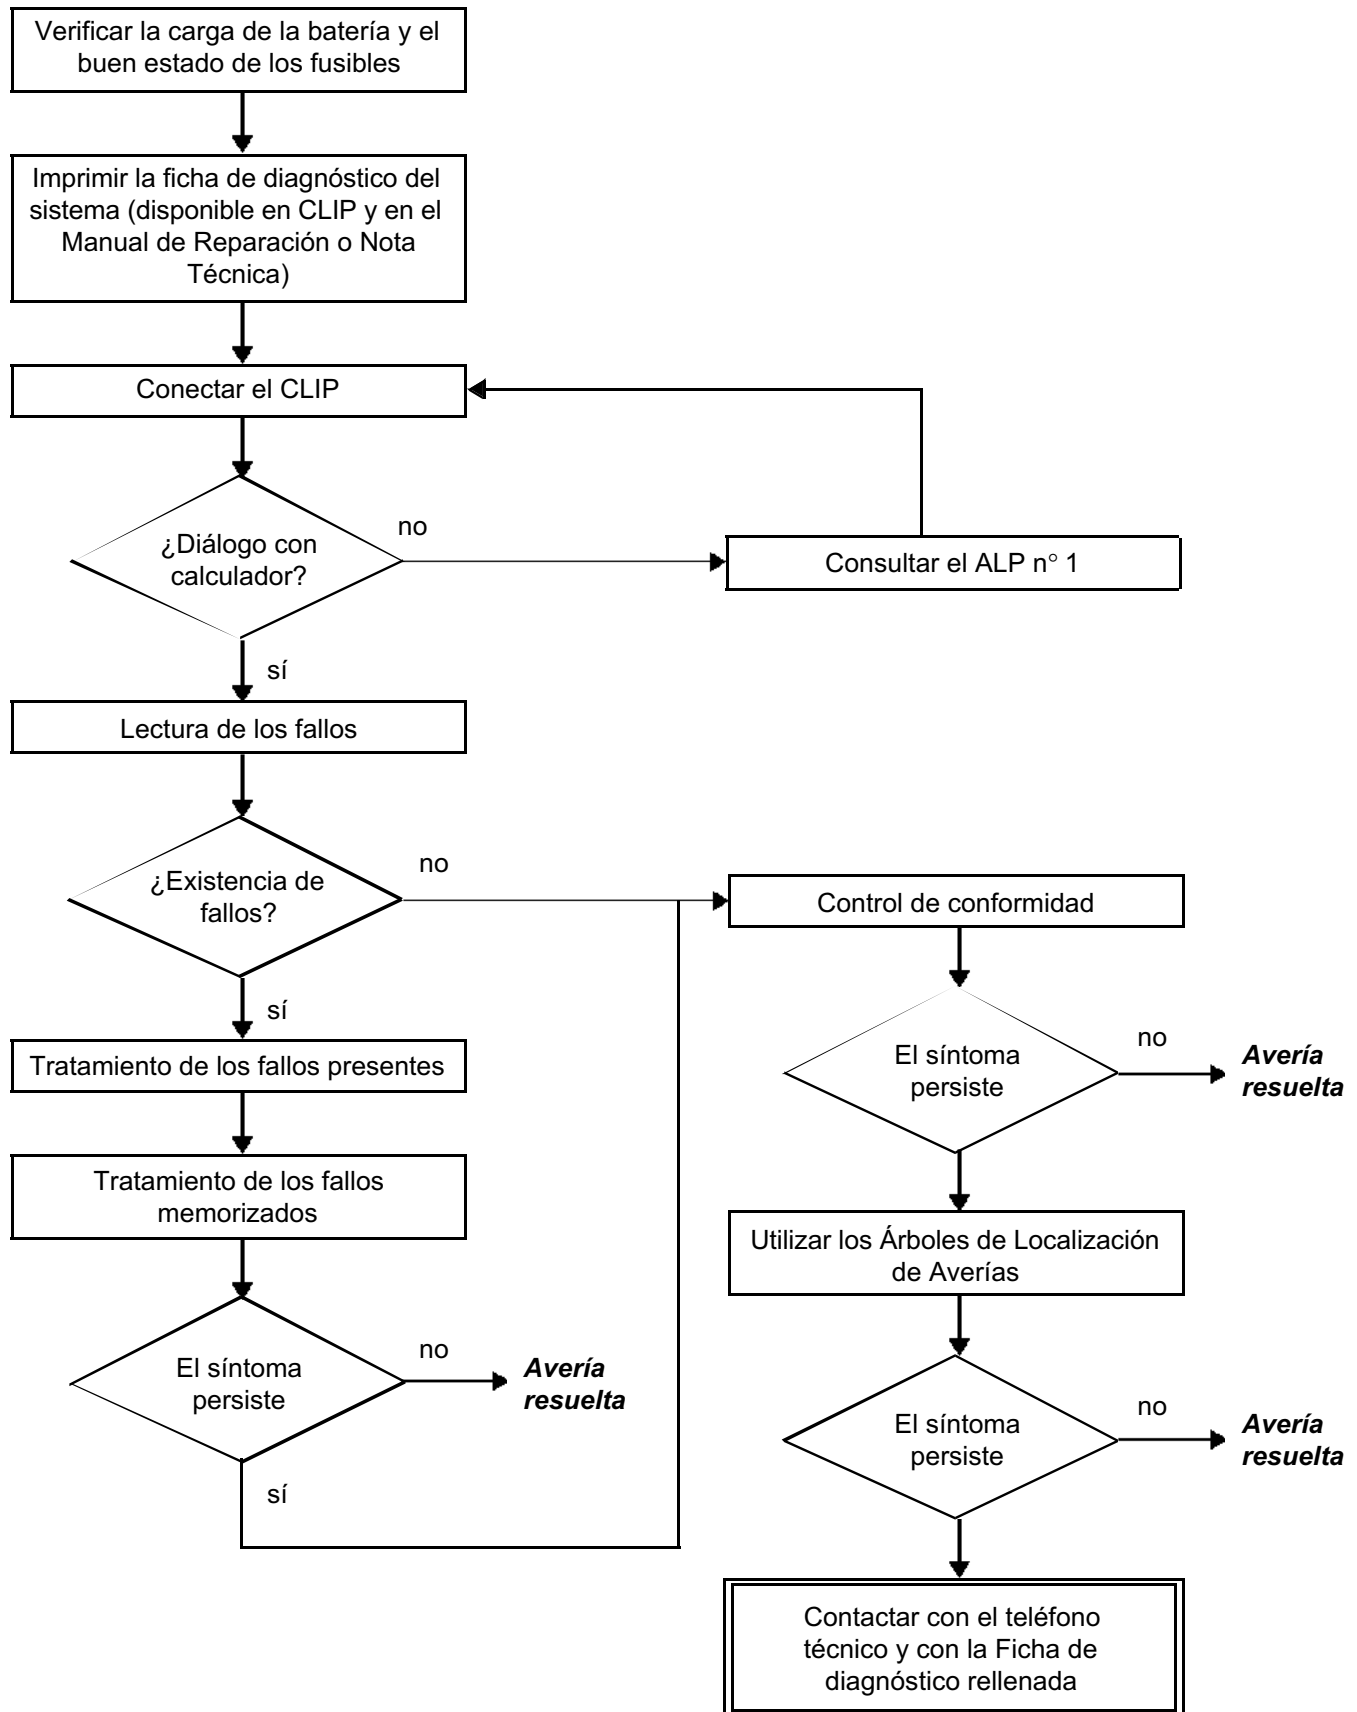 Verificar la carga de la batería y el
buen estado de los fusibles
Imprimir la ficha de diagnóstico del
sistema (disponible en CLIP y en el
Manual de Reparación o Nota
Técnica)
Conectar el CLIP
¿Diálogo con
calculador?
no
Consultar el ALP n° 1
sí
Lectura de los fallos
¿Existencia de
fallos?
no
Control de conformidad
sí
Tratamiento de los fallos presentes
El síntoma
persiste
no
Avería
resuelta
Tratamiento de los fallos
memorizados
Utilizar los Árboles de Localización
de Averías
El síntoma
persiste
no
Avería
resuelta
sí
El síntoma
persiste
no
Avería
resuelta
Contactar con el teléfono
técnico y con la Ficha de
diagnóstico rellenada